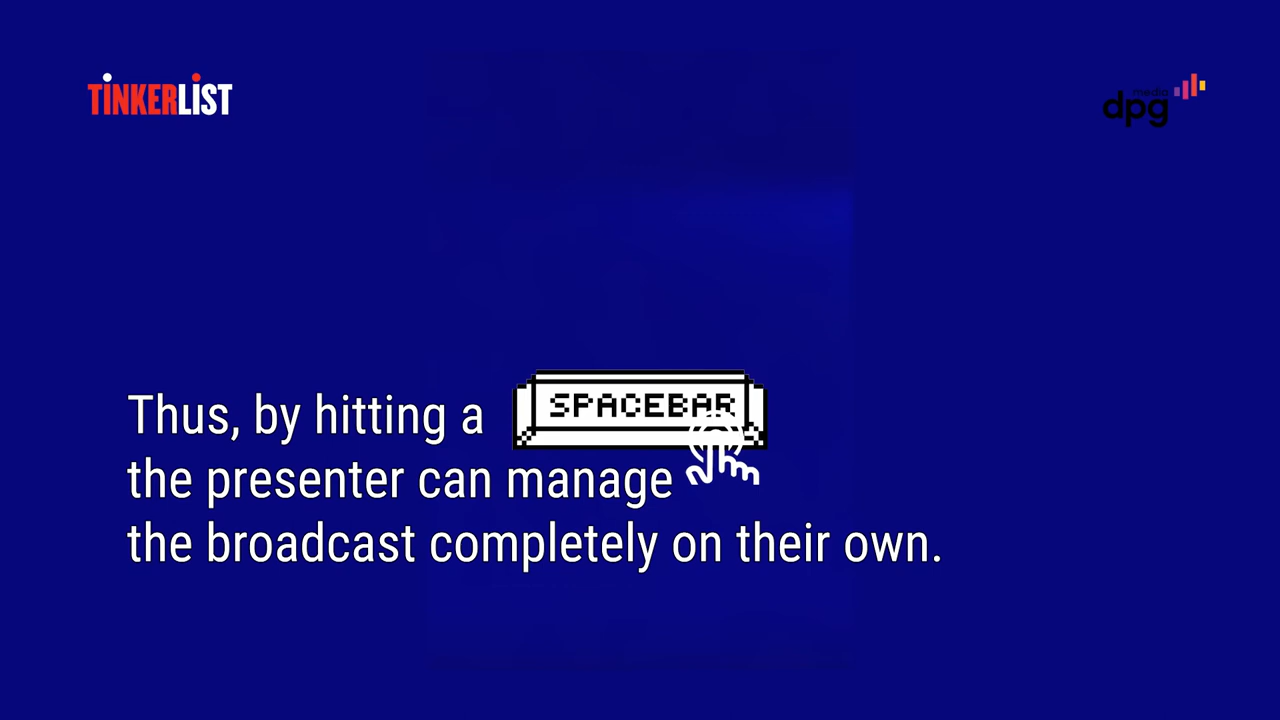 TINKERLIST
media
dpg
Thus, by hitting a SPACEBAR
the presenter can manage
the broadcast completely on their own.